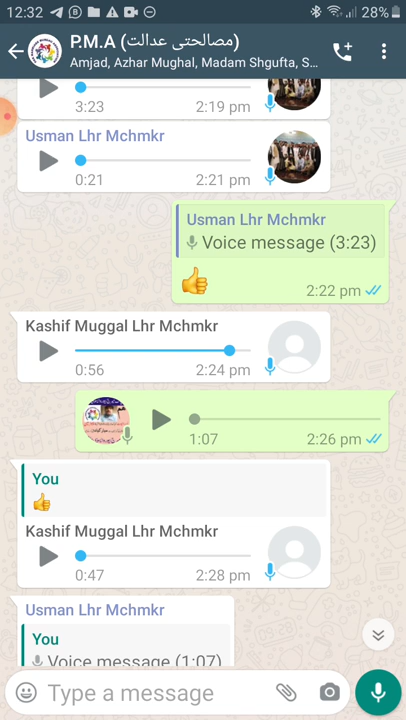 12:32
28%
P.M.A (مصالحتی عدالت)
Amjad, Azhar Mughal, Madam Shgufta, S...
3:23 2:19 pm
Usman Lhr Mchmkr
0:21 2:21 pm
Usman Lhr Mchmkr
Voice message (3:23)
👍
2:22 pm
Kashif Muggal Lhr Mchmkr
0:56 2:24 pm
1:07 2:26 pm
You
👍
Kashif Muggal Lhr Mchmkr
0:47 2:28 pm
Usman Lhr Mchmkr
You
Voice message (1:07)
Type a message